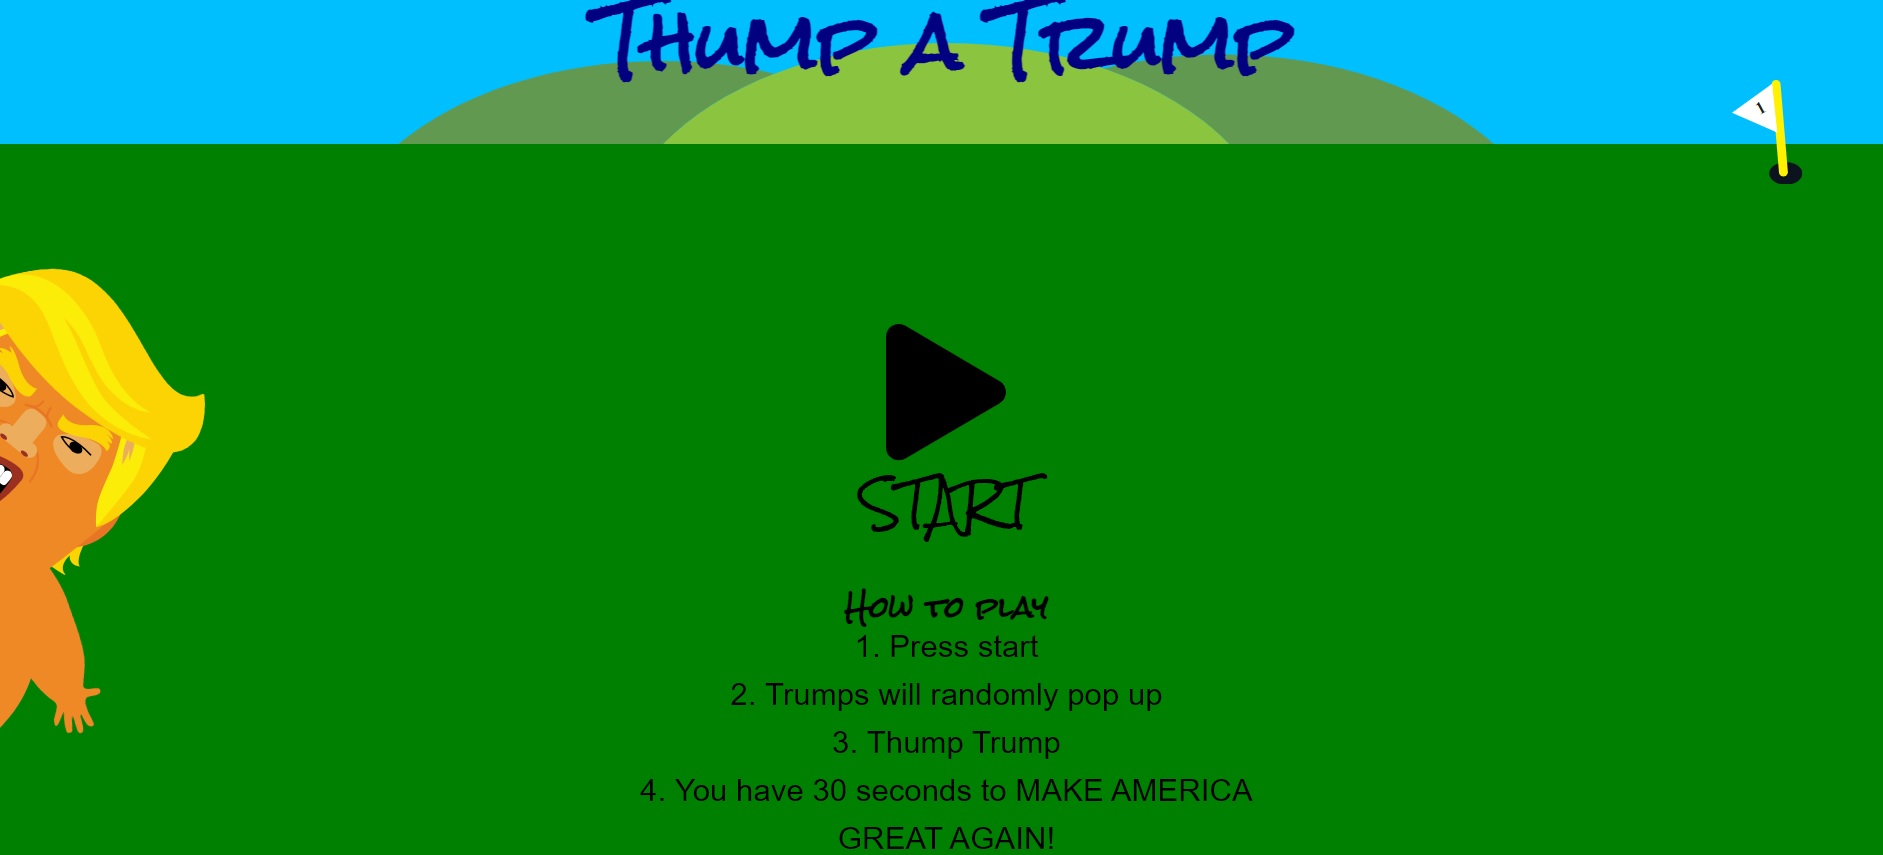 Thump a Trump
1
START
How to play
1. Press start
2. Trumps will randomly pop up
3. Thump Trump
4. You have 30 seconds to MAKE AMERICA
GREAT AGAIN!